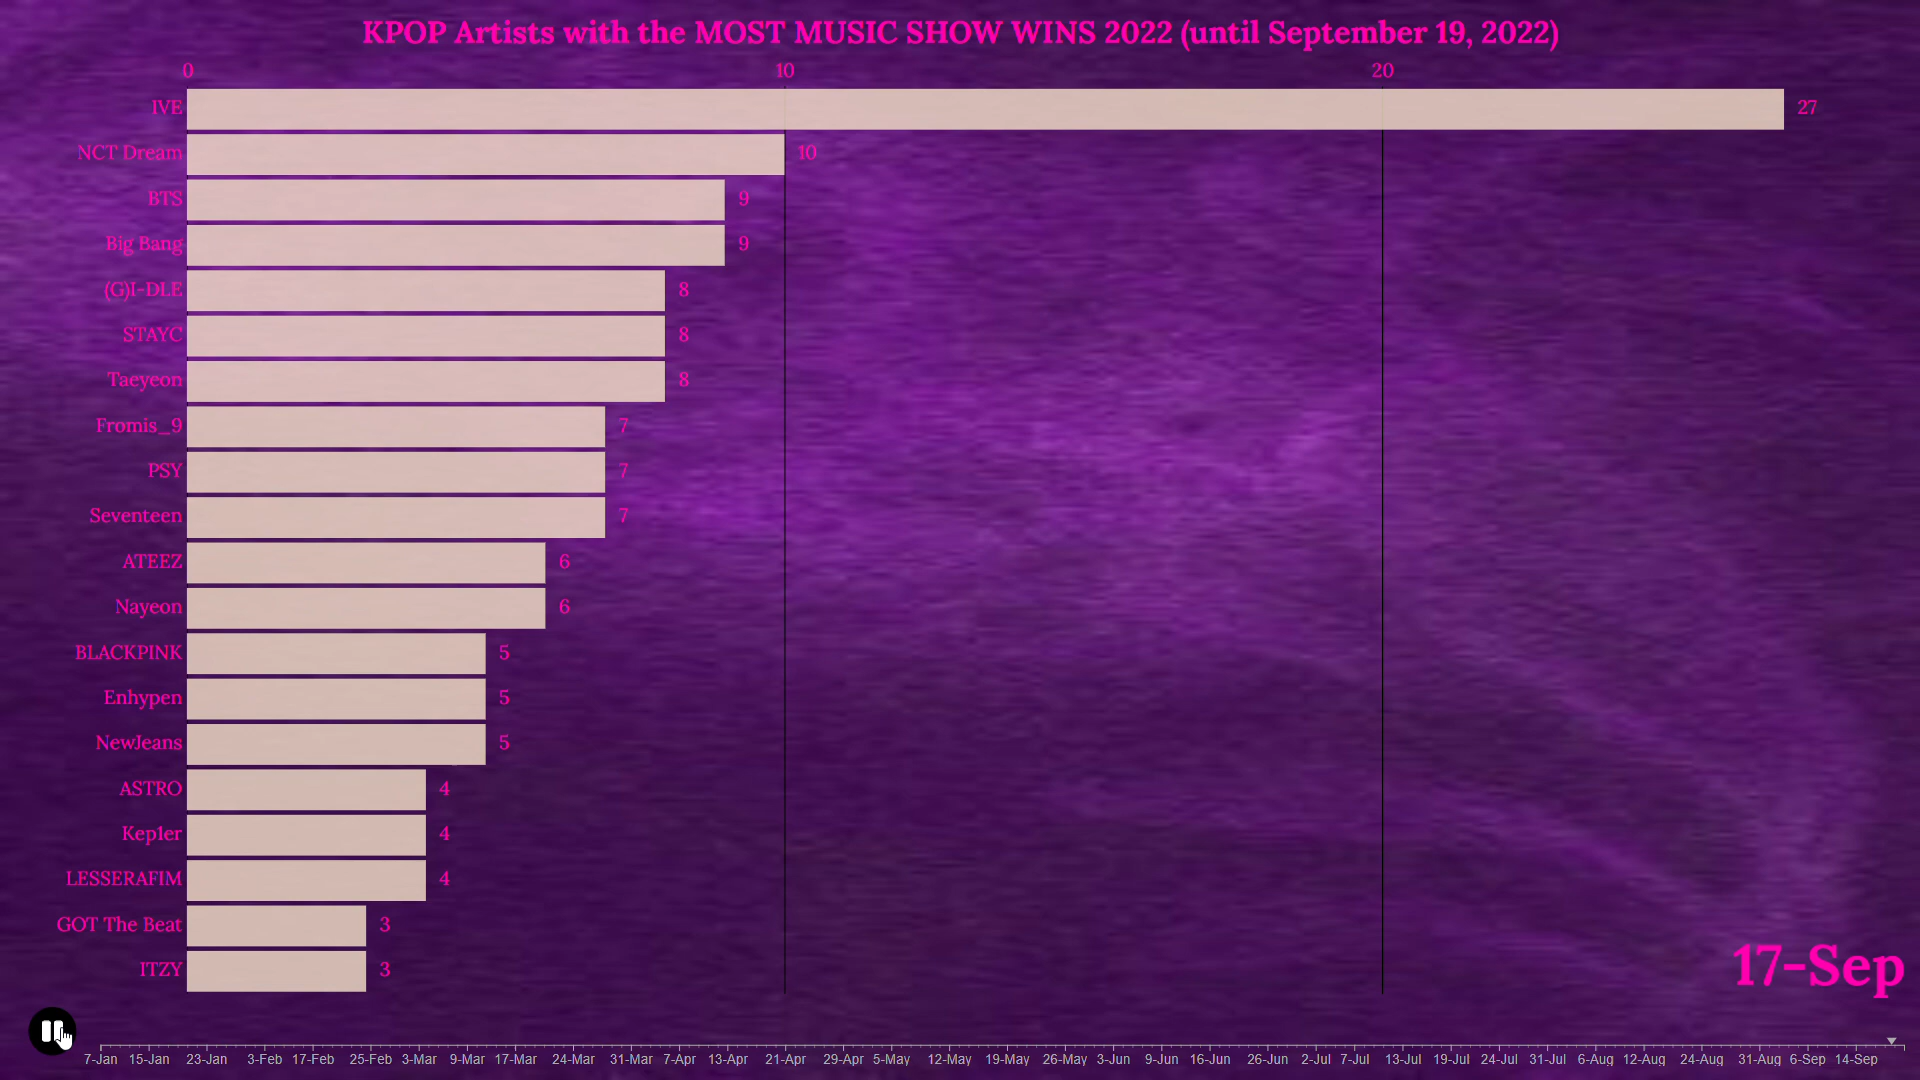 KPOP Artists with the MOST MUSIC SHOW WINS 2022 (until September 19, 2022)
0 10 20
IVE 27
NCT Dream 10
BTS 9
Big Bang 9
(G)I-DLE 8
STAYC 8
Taeyeon 8
Fromis_9 7
PSY 7
Seventeen 7
ATEEZ 6
Nayeon 6
BLACKPINK 5
Enhypen 5
NewJeans 5
ASTRO 4
Kep1er 4
LESSERAFIM 4
GOT The Beat 3
ITZY 3
17-Sep
7-Jan 15-Jan 23-Jan 3-Feb 17-Feb 25-Feb 3-Mar 9-Mar 17-Mar 24-Mar 31-Mar 7-Apr 13-Apr 21-Apr 29-Apr 5-May 12-May 19-May 26-May 3-Jun 9-Jun 16-Jun 26-Jun 2-Jul 7-Jul 13-Jul 19-Jul 24-Jul 31-Jul 6-Aug 12-Aug 24-Aug 31-Aug 6-Sep 14-Sep